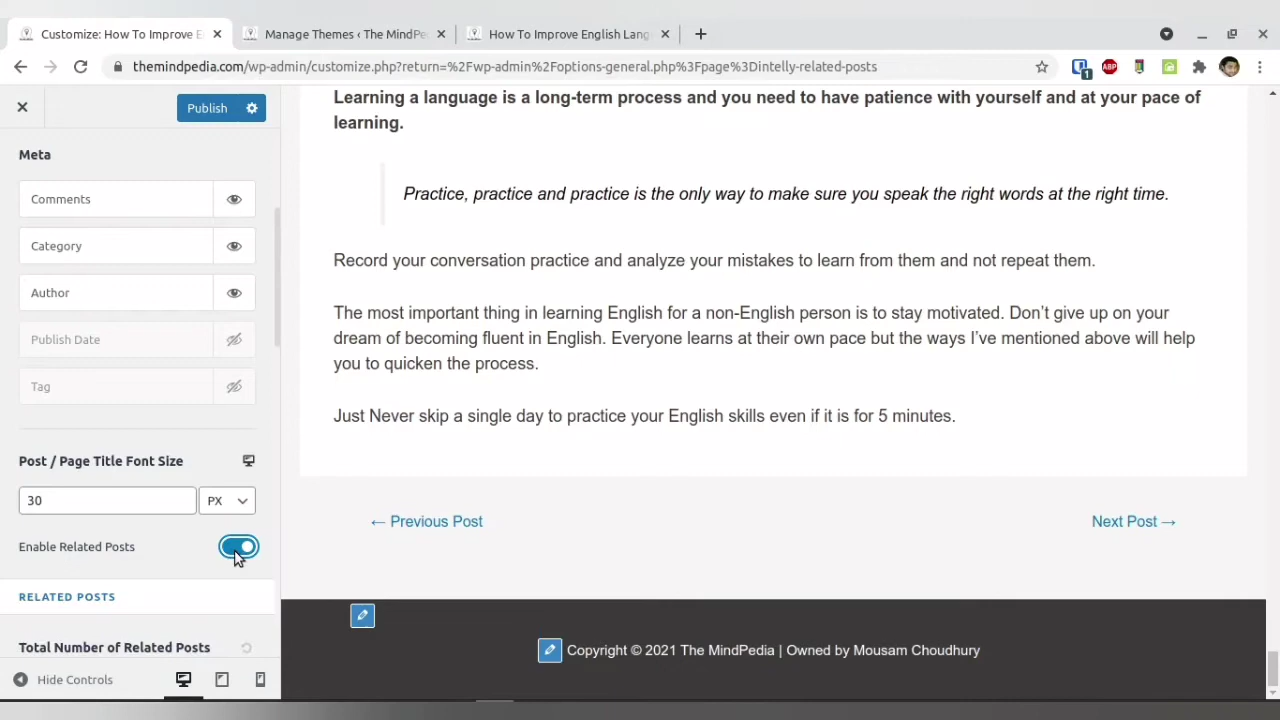 Customize: How To Improve E
Manage Themes ‹ The MindPe
How To Improve English Lang
themindpedia.com/wp-admin/customize.php?return=%2Fwp-admin%2Foptions-general.php%3Fpage%3Dintelly-related-posts
1
ABP
Publish
Meta
Comments
Category
Author
Publish Date
Tag
Post / Page Title Font Size
30
PX
Enable Related Posts
RELATED POSTS
Total Number of Related Posts
Hide Controls
Learning a language is a long-term process and you need to have patience with yourself and at your pace of
learning.
Practice, practice and practice is the only way to make sure you speak the right words at the right time.
Record your conversation practice and analyze your mistakes to learn from them and not repeat them.
The most important thing in learning English for a non-English person is to stay motivated. Don’t give up on your
dream of becoming fluent in English. Everyone learns at their own pace but the ways I’ve mentioned above will help
you to quicken the process.
Just Never skip a single day to practice your English skills even if it is for 5 minutes.
← Previous Post
Next Post →
Copyright © 2021 The MindPedia | Owned by Mousam Choudhury